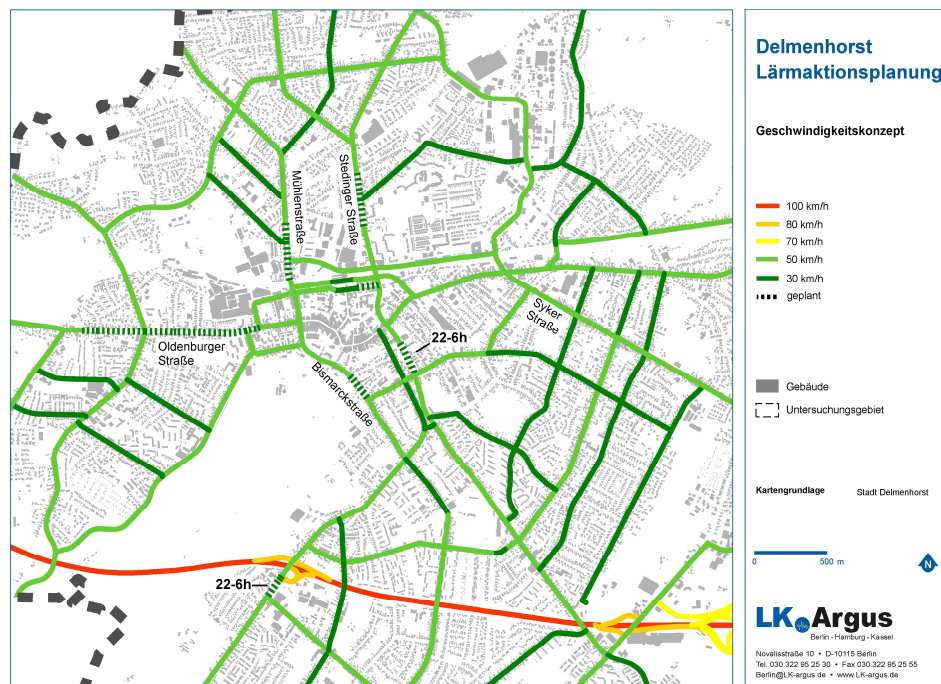 Delmenhorst
Lärmaktionsplanung
Geschwindigkeitskonzept
100 km/h
80 km/h
70 km/h
50 km/h
30 km/h
geplant
Gebäude
Untersuchungsgebiet
Kartengrundlage Stadt Delmenhorst
0 500 m
N
LK Argus
Berlin - Hamburg - Kassel
Novalisstraße 10 • D-10115 Berlin
Tel. 030.322 95 25 30 • Fax 030.322 95 25 55
Berlin@LK-argus.de • www.LK-argus.de
Mühlenstraße
Stedinger Straße
Syker
Straße
22-6h
Oldenburger
Straße
Bismarckstraße
22-6h